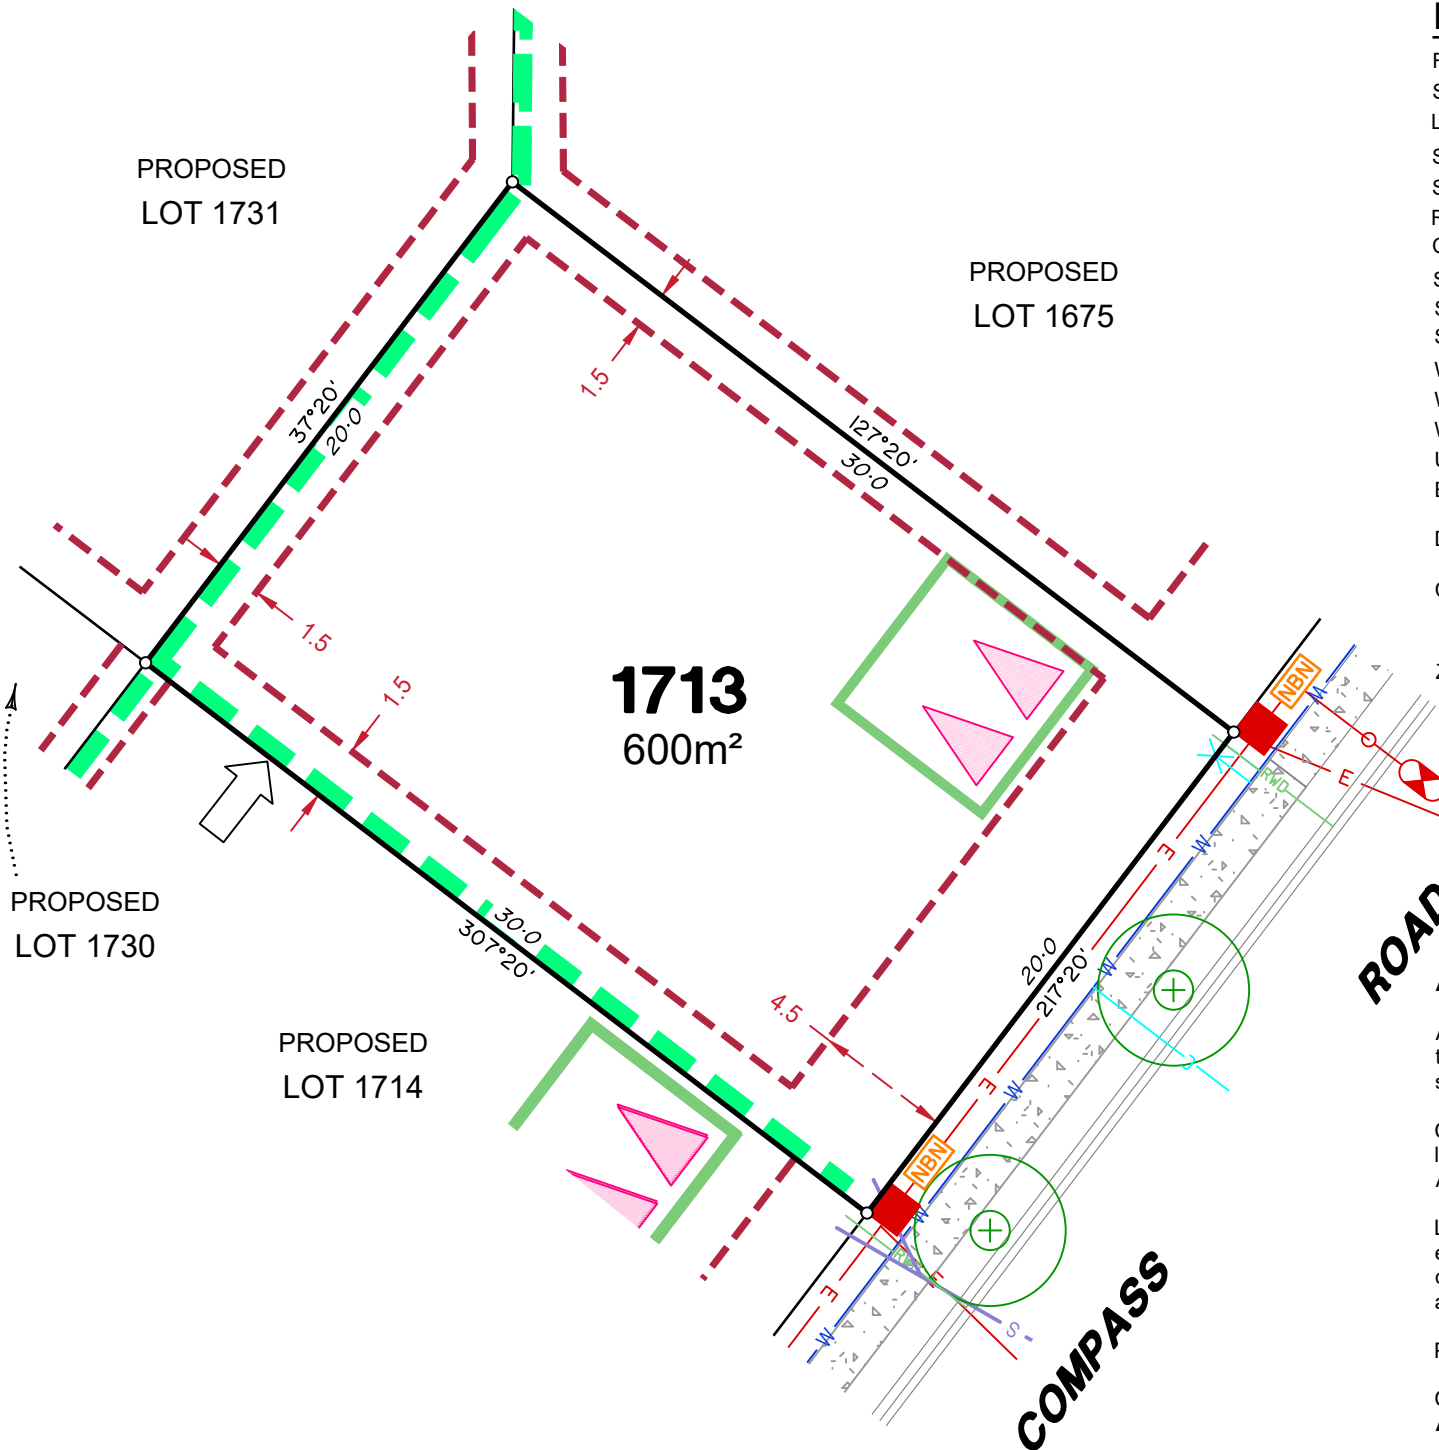 PROPOSED
LOT 1731
PROPOSED
LOT 1675
37°20'
20·0
1.5
127°20'
30·0
1.5
1.5
1713
600m²
NBN
W
RWD
E
E
W
PROPOSED
LOT 1730
30·0
307°20'
4.5
20·0
217°20'
W
ROAD
PROPOSED
LOT 1714
E
W
NBN
W
E
W
S
COMPASS